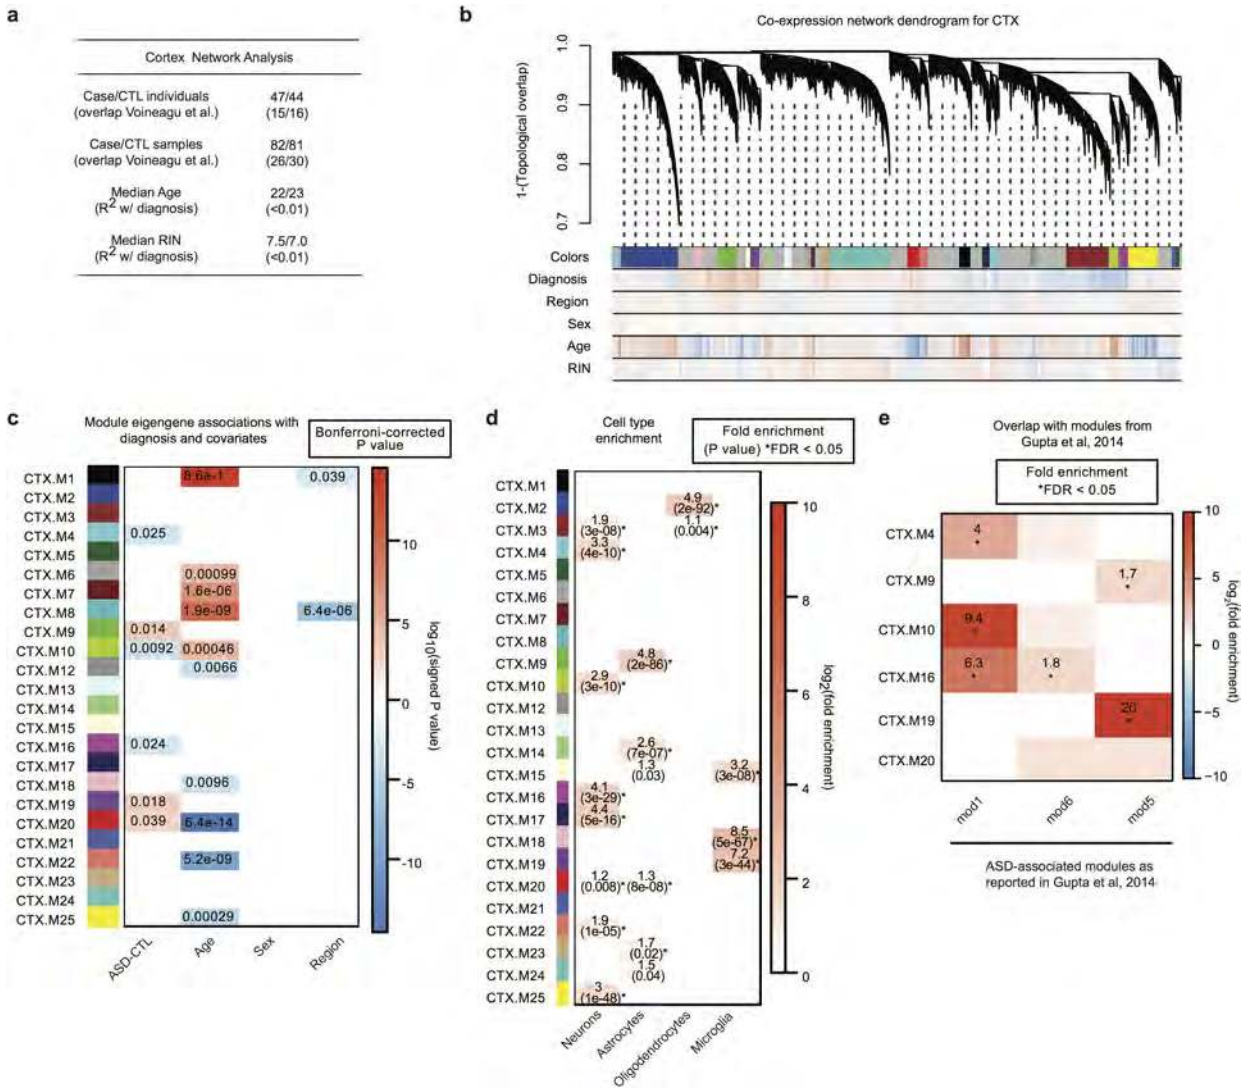 a
Cortex Network Analysis
Case/CTL individuals 47/44
(overlap Voineagu et al.) (15/16)
Case/CTL samples 82/81
(overlap Voineagu et al.) (26/30)
Median Age 22/23
(R2 w/ diagnosis) (<0.01)
Median RIN 7.5/7.0
(R2 w/ diagnosis) (<0.01)
b
Co-expression network dendrogram for CTX
1-(Topological overlap)
1.0
0.9
0.8
0.7
Colors
Diagnosis
Region
Sex
Age
RIN
c
Module eigengene associations with
diagnosis and covariates
Bonferroni-corrected
P value
CTX.M1 8.6e-1 0.039
CTX.M2
CTX.M3
CTX.M4 0.025
CTX.M5
CTX.M6 0.00099
CTX.M7 1.6e-06
CTX.M8 1.9e-09 6.4e-06
CTX.M9 0.014
CTX.M10 0.0092 0.00046
CTX.M12 0.0066
CTX.M13
CTX.M14
CTX.M15
CTX.M16 0.024
CTX.M17
CTX.M18 0.0096
CTX.M19 0.018
CTX.M20 0.039 6.4e-14
CTX.M21
CTX.M22 5.2e-09
CTX.M23
CTX.M24
CTX.M25 0.00029
ASD-CTL Age Sex Region
10
5
0
-5
-10
log10(signed P value)
d
Cell type
enrichment
Fold enrichment
(P value) *FDR < 0.05
CTX.M1
CTX.M2 4.9 (2e-92)*
CTX.M3 1.9 (3e-08)* 1.1 (0.004)*
CTX.M4 3.3 (4e-10)*
CTX.M5
CTX.M6
CTX.M7
CTX.M8
CTX.M9 4.8 (2e-86)*
CTX.M10 2.9 (3e-10)*
CTX.M12
CTX.M13
CTX.M14 2.6 (7e-07)*
CTX.M15 1.3 (0.03) 3.2 (3e-08)*
CTX.M16 4.1 (3e-29)*
CTX.M17 4.4 (5e-16)*
CTX.M18 8.5 (5e-67)*
CTX.M19 7.2 (3e-44)*
CTX.M20 1.2 (0.008)* 1.3 (8e-08)*
CTX.M21
CTX.M22 1.9 (1e-05)*
CTX.M23 1.7 (0.02)*
CTX.M24 1.5 (0.04)
CTX.M25 3 (1e-48)*
Neurons Astrocytes Oligodendrocytes Microglia
10
8
6
4
2
0
log2(fold enrichment)
e
Overlap with modules from
Gupta et al, 2014
Fold enrichment
*FDR < 0.05
CTX.M4 4 *
CTX.M9 1.7 *
CTX.M10 9.4 *
CTX.M16 6.3 * 1.8 *
CTX.M19 20 *
CTX.M20
mod1 mod6 mod5
10
5
0
-5
-10
log2(fold enrichment)
ASD-associated modules as
reported in Gupta et al, 2014